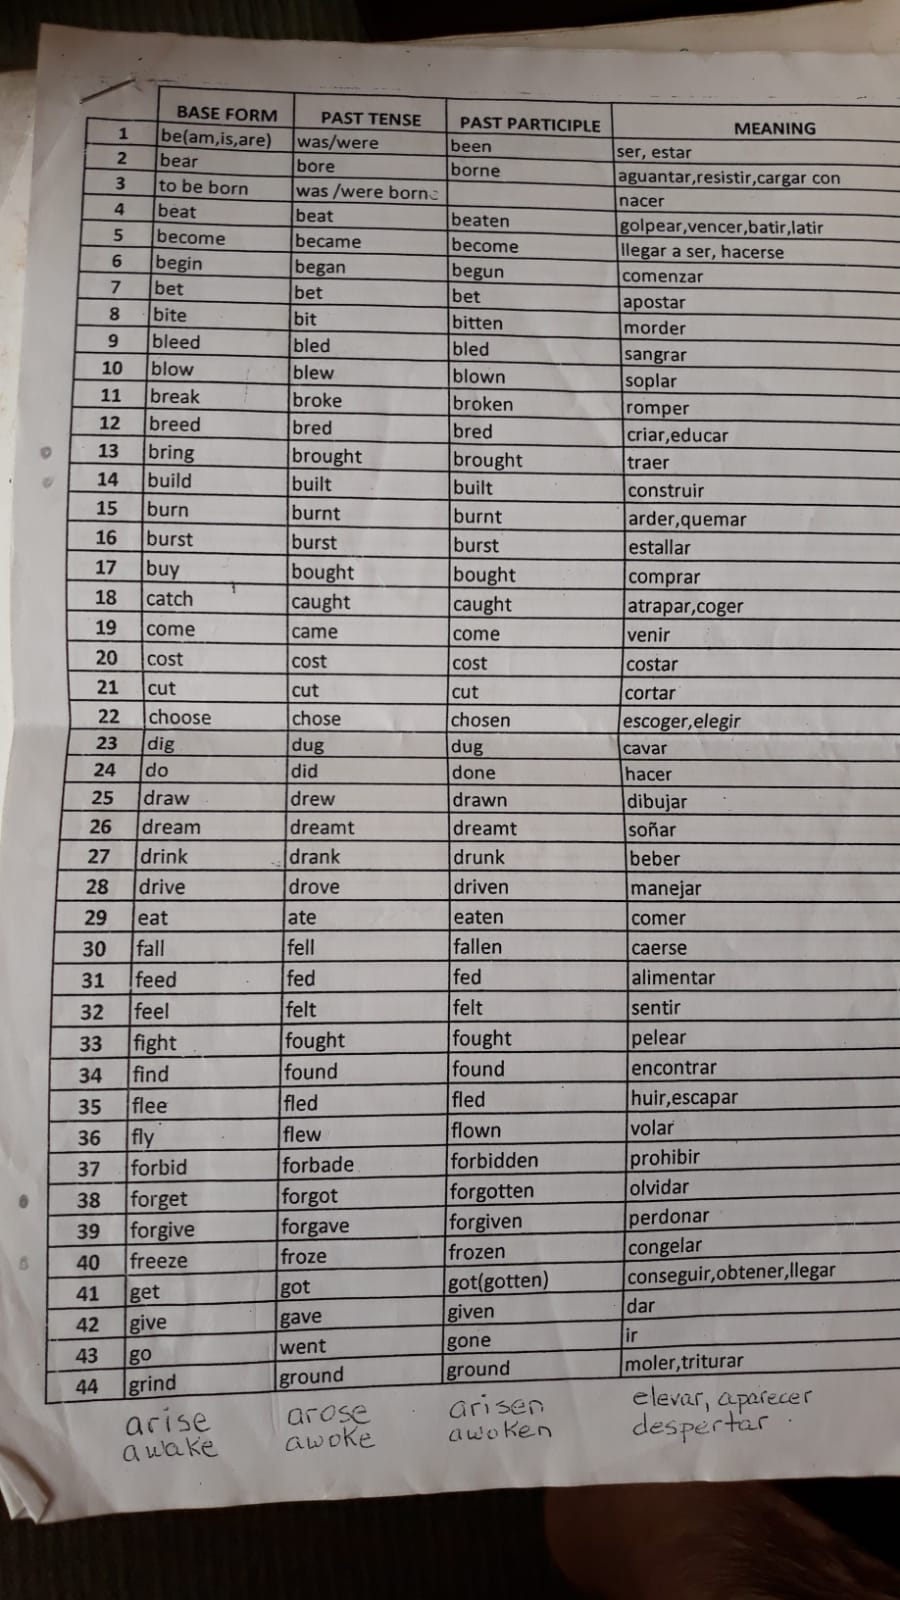 BASE FORM PAST TENSE PAST PARTICIPLE MEANING
1 be(am,is,are) was/were been ser, estar
2 bear bore borne aguantar,resistir,cargar con
3 to be born was /were borne nacer
4 beat beat beaten golpear,vencer,batir,latir
5 become became become llegar a ser, hacerse
6 begin began begun comenzar
7 bet bet bet apostar
8 bite bit bitten morder
9 bleed bled bled sangrar
10 blow blew blown soplar
11 break broke broken romper
12 breed bred bred criar,educar
13 bring brought brought traer
14 build built built construir
15 burn burnt burnt arder,quemar
16 burst burst burst estallar
17 buy bought bought comprar
18 catch caught caught atrapar,coger
19 come came come venir
20 cost cost cost costar
21 cut cut cut cortar
22 choose chose chosen escoger,elegir
23 dig dug dug cavar
24 do did done hacer
25 draw drew drawn dibujar
26 dream dreamt dreamt soñar
27 drink drank drunk beber
28 drive drove driven manejar
29 eat ate eaten comer
30 fall fell fallen caerse
31 feed fed fed alimentar
32 feel felt felt sentir
33 fight fought fought pelear
34 find found found encontrar
35 flee fled fled huir,escapar
36 fly flew flown volar
37 forbid forbade forbidden prohibir
38 forget forgot forgotten olvidar
39 forgive forgave forgiven perdonar
40 freeze froze frozen congelar
41 get got got(gotten) conseguir,obtener,llegar
42 give gave given dar
43 go went gone ir
44 grind ground ground moler,triturar
arise arose arisen elevar, aparecer
awake awoke awoken despertar